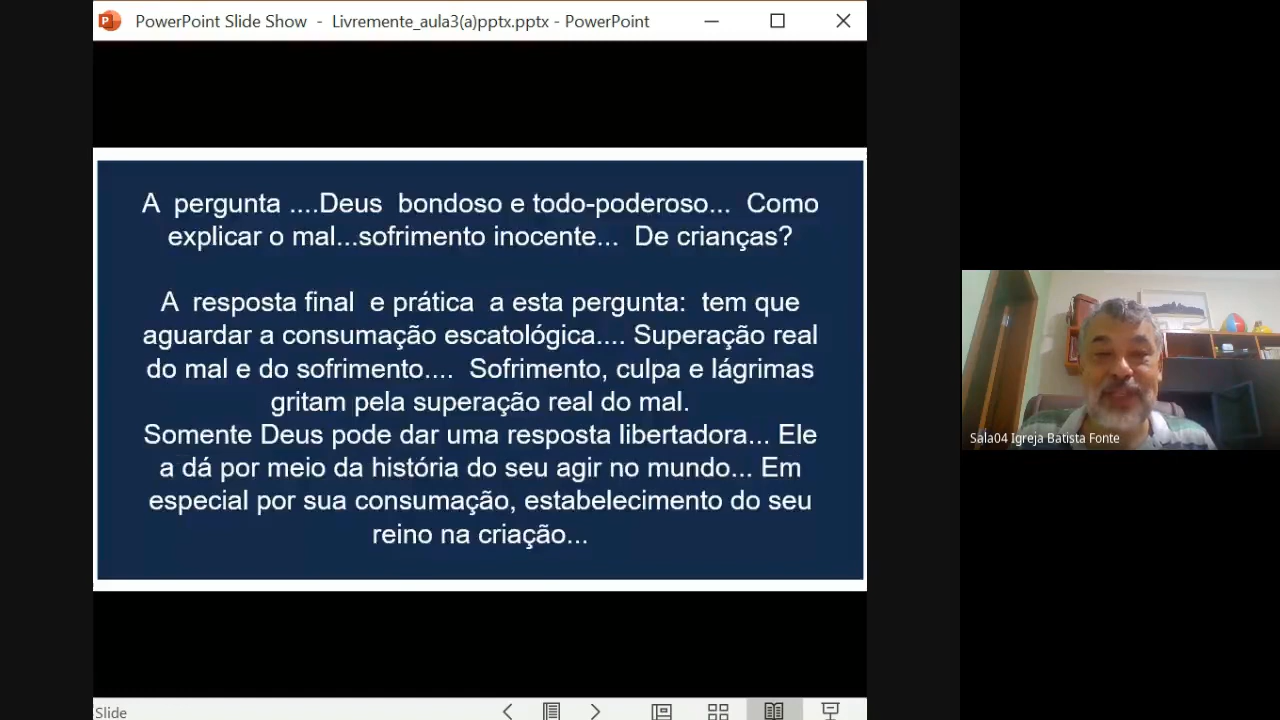 PowerPoint Slide Show - Livremente_aula3(a)pptx.pptx - PowerPoint
A pergunta ....Deus bondoso e todo-poderoso... Como
explicar o mal...sofrimento inocente... De crianças?
A resposta final e prática a esta pergunta: tem que
aguardar a consumação escatológica.... Superação real
do mal e do sofrimento.... Sofrimento, culpa e lágrimas
gritam pela superação real do mal.
Somente Deus pode dar uma resposta libertadora... Ele
a dá por meio da história do seu agir no mundo... Em
especial por sua consumação, estabelecimento do seu
reino na criação...
Sala04 Igreja Batista Fonte
Slide